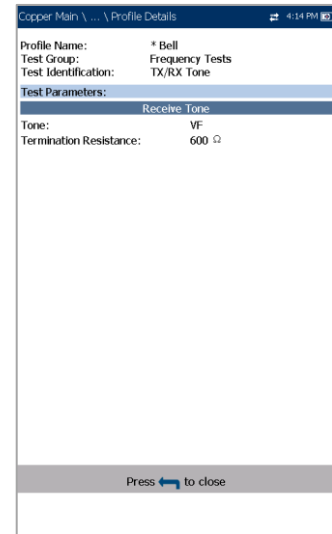 Copper Main \ ... \ Profile Details 4:14 PM
Profile Name: * Bell
Test Group: Frequency Tests
Test Identification: TX/RX Tone
Test Parameters:
Receive Tone
Tone: VF
Termination Resistance: 600 Ω
Press to close